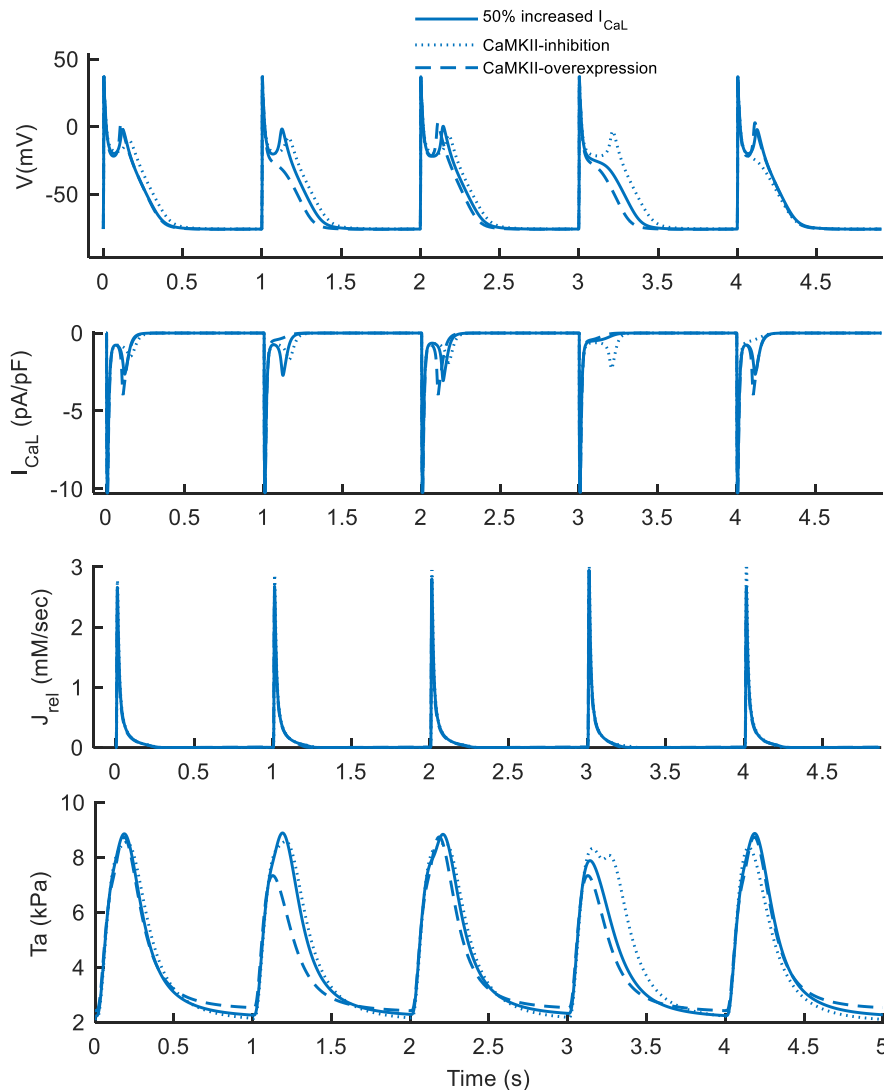 50% increased I_CaL
CaMKII-inhibition
CaMKII-overexpression
50
0
-50
V(mV)
0 0.5 1 1.5 2 2.5 3 3.5 4 4.5
0
-5
-10
I_CaL (pA/pF)
0 0.5 1 1.5 2 2.5 3 3.5 4 4.5
3
2
1
0
J_rel (mM/sec)
0 0.5 1 1.5 2 2.5 3 3.5 4 4.5
10
8
6
4
2
Ta (kPa)
0 0.5 1 1.5 2 2.5 3 3.5 4 4.5 5
Time (s)